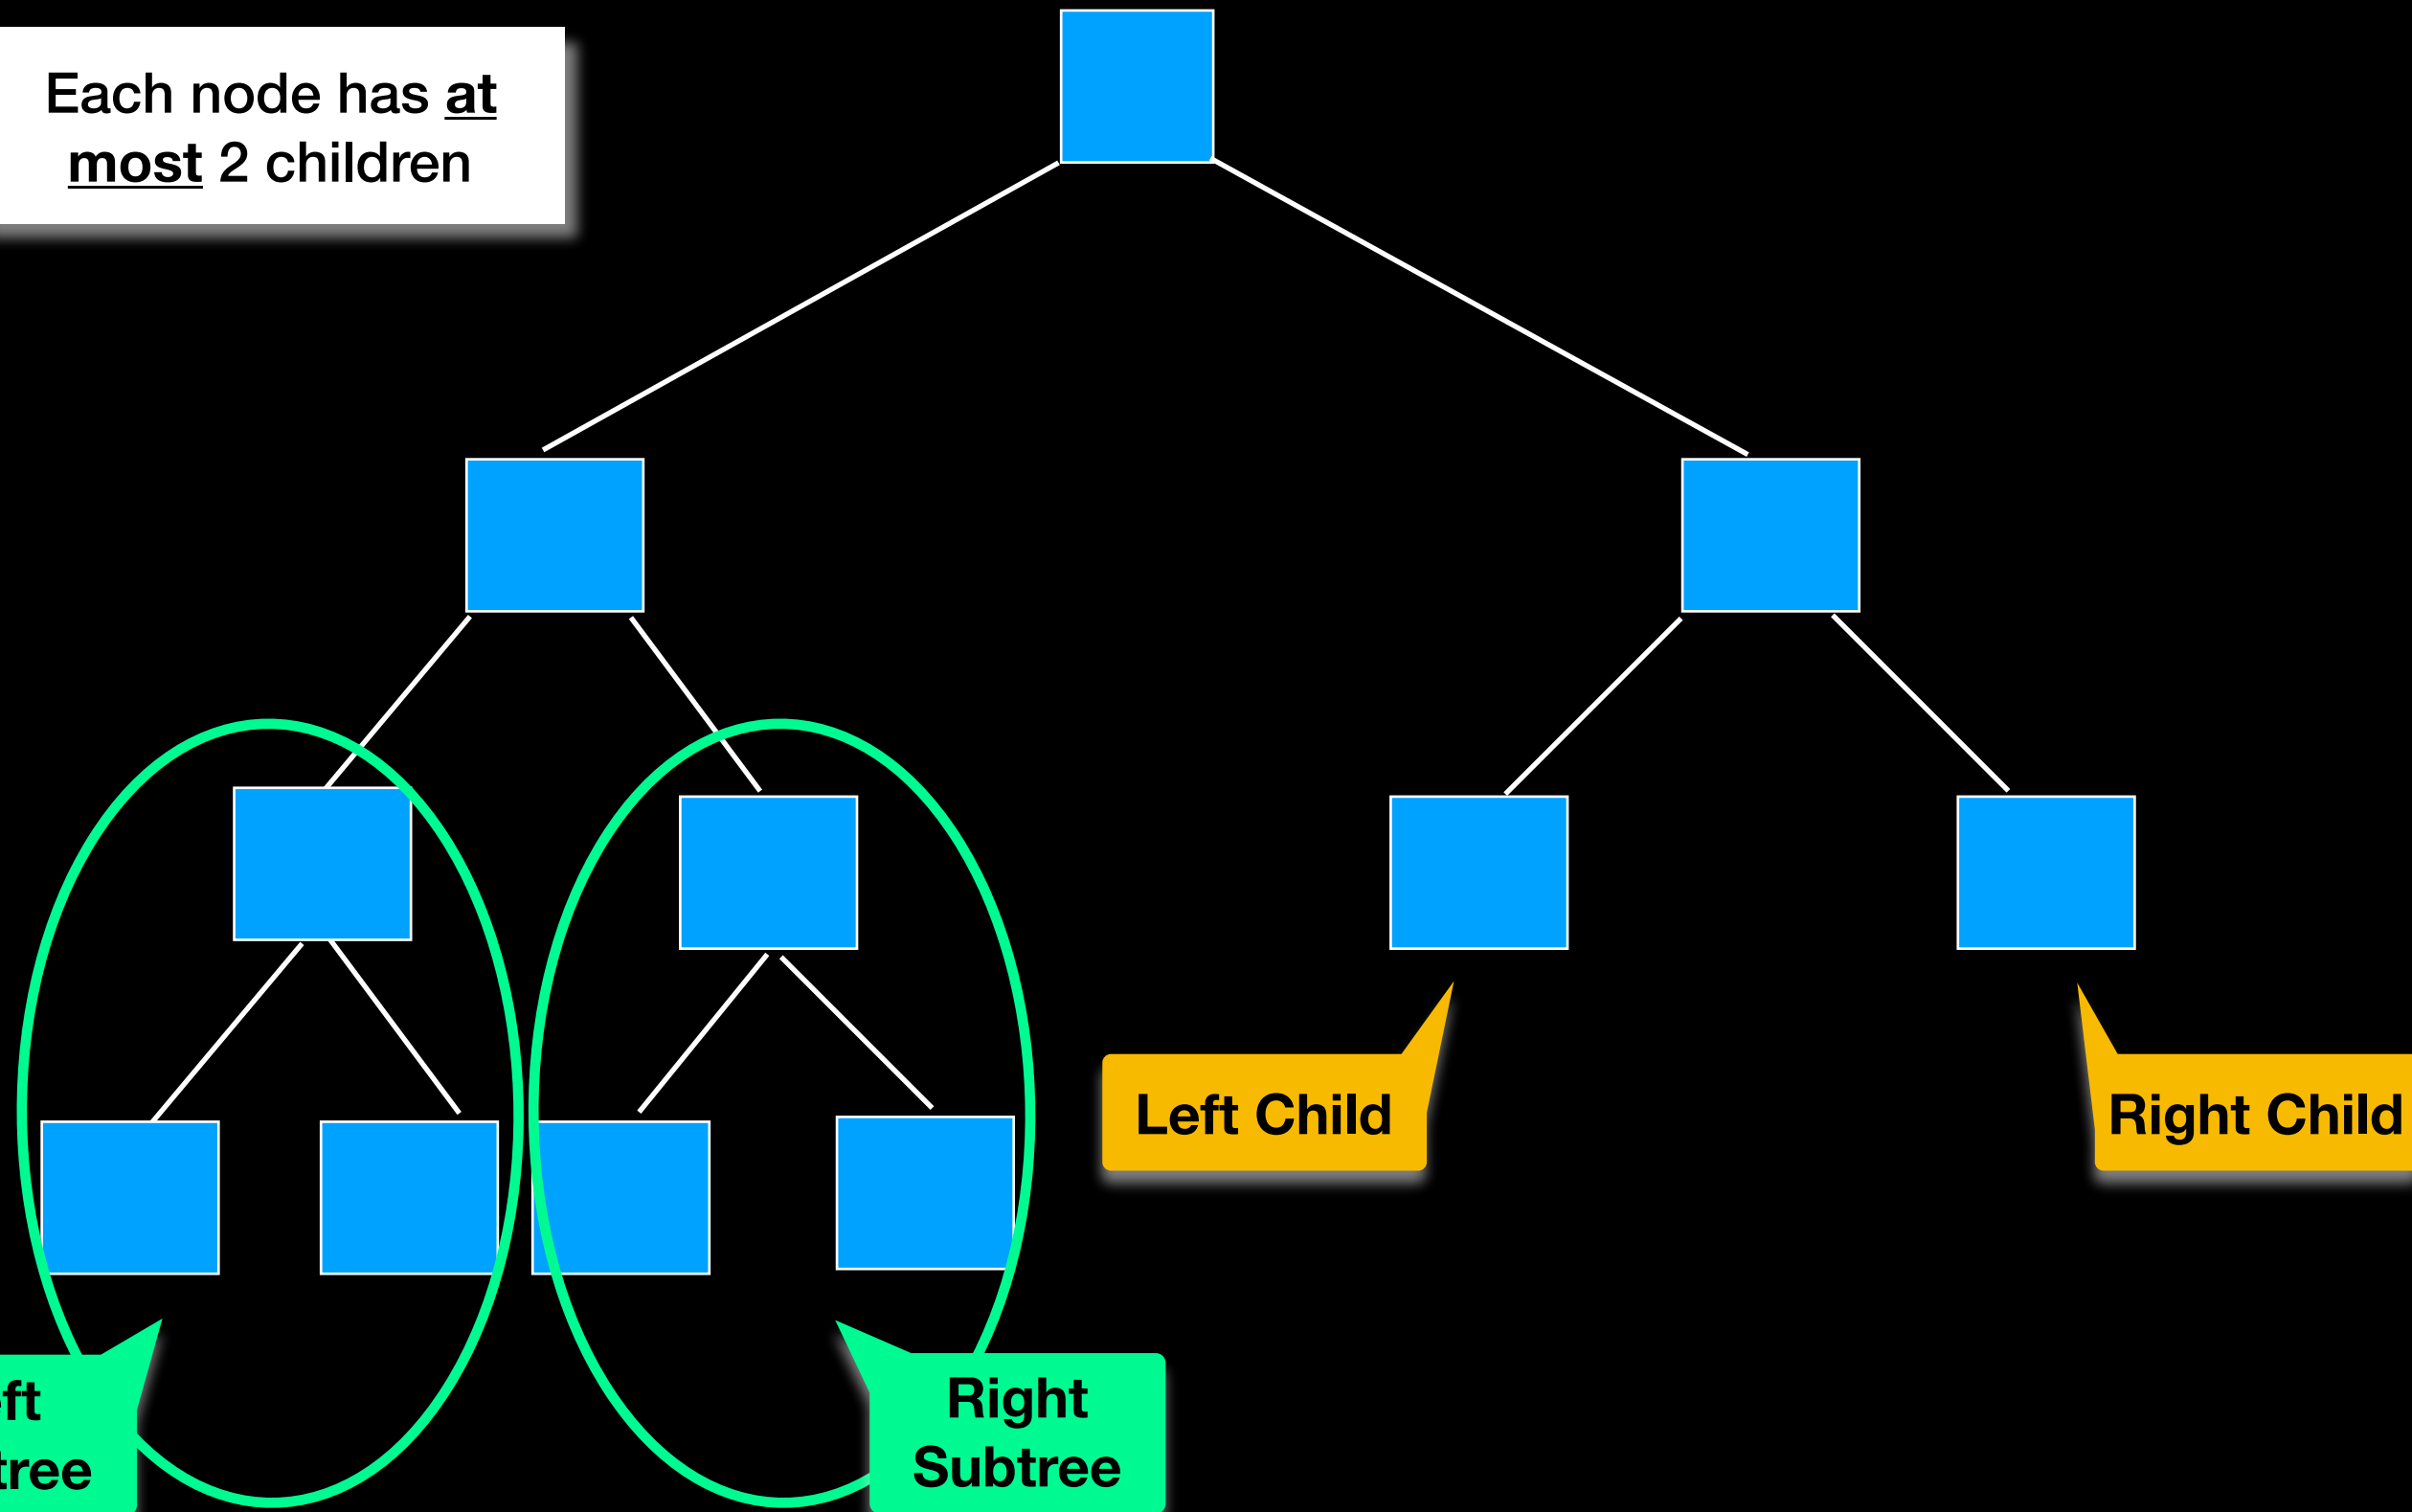 Each node has at
most 2 children
Left Child
Right Child
Right
Subtree